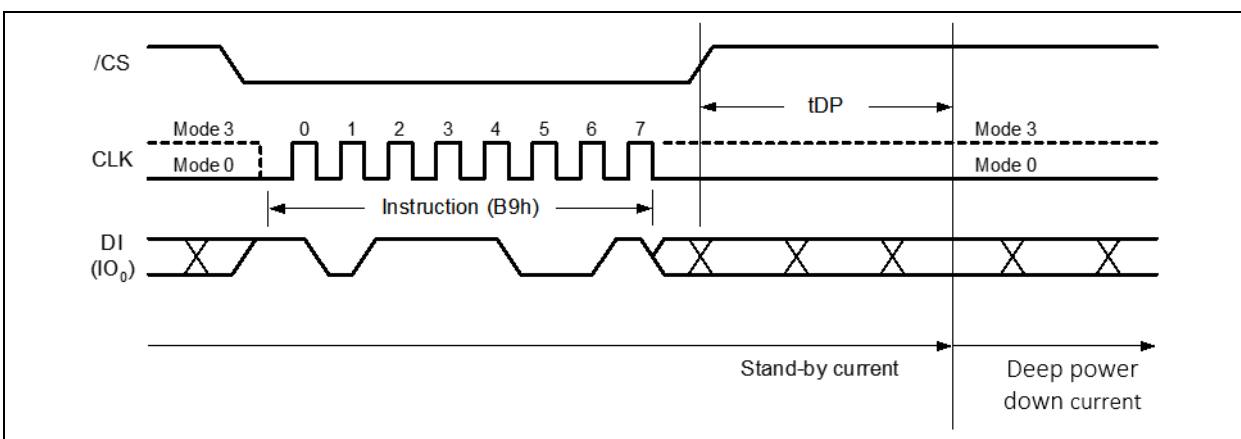 /CS
tDP
Mode 3
0 1 2 3 4 5 6 7
Mode 3
CLK
Mode 0
Mode 0
Instruction (B9h)
DI
(IO₀)
Stand-by current
Deep power
down current